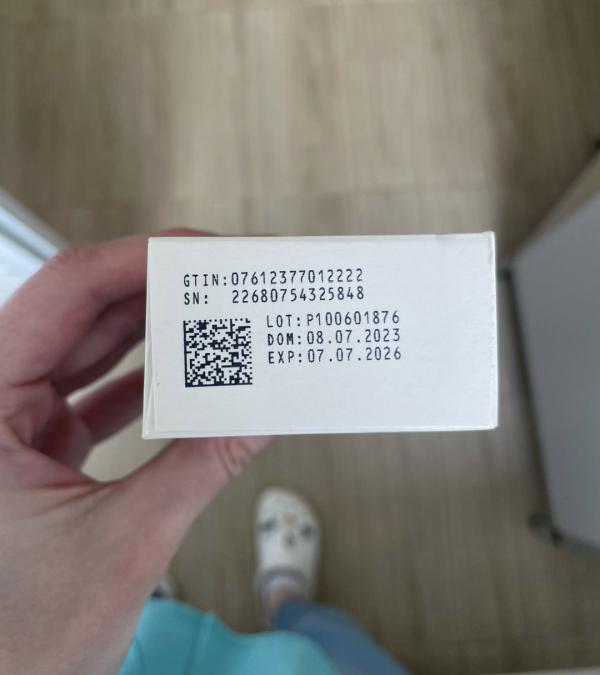 GTIN:07612377012222
SN: 22680754325848
LOT:P100601876
DOM:08.07.2023
EXP:07.07.2026